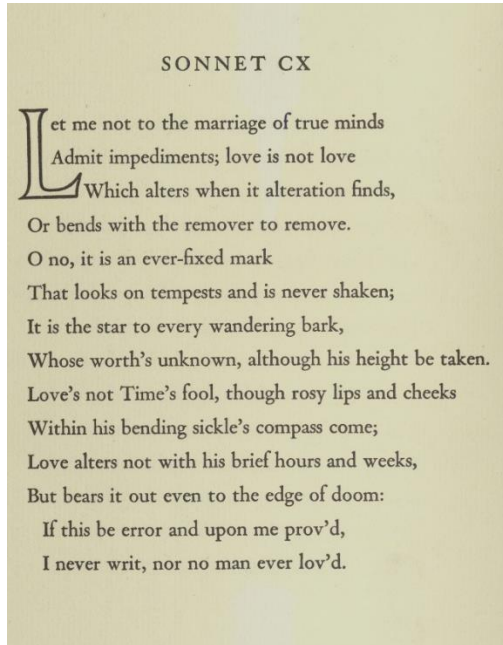 SONNET CX
Let me not to the marriage of true minds
Admit impediments; love is not love
Which alters when it alteration finds,
Or bends with the remover to remove.
O no, it is an ever-fixed mark
That looks on tempests and is never shaken;
It is the star to every wandering bark,
Whose worth's unknown, although his height be taken.
Love's not Time's fool, though rosy lips and cheeks
Within his bending sickle's compass come;
Love alters not with his brief hours and weeks,
But bears it out even to the edge of doom:
If this be error and upon me prov'd,
I never writ, nor no man ever lov'd.